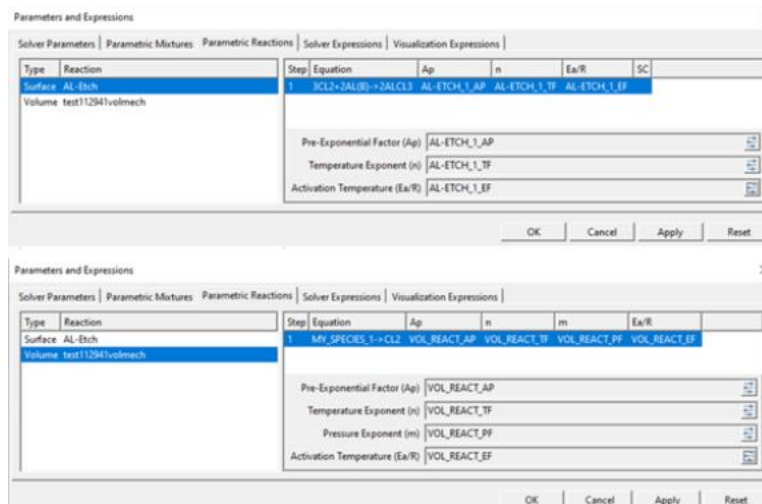 Parameters and Expressions
Solver Parameters | Parametric Mixtures | Parametric Reactions | Solver Expressions | Visualization Expressions |
Type Reaction Step Equation Ap n Ea/R SC
Surface AL-Etch 1 3CL2+2AL(B)->2ALCL3 AL-ETCH_1_AP AL-ETCH_1_TF AL-ETCH_1_EF
Volume test112941volmech
Pre-Exponential Factor (Ap) AL-ETCH_1_AP
Temperature Exponent (n) AL-ETCH_1_TF
Activation Temperature (Ea/R) AL-ETCH_1_EF
OK Cancel Apply Reset
Parameters and Expressions
Solver Parameters | Parametric Mixtures | Parametric Reactions | Solver Expressions | Visualization Expressions |
Type Reaction Step Equation Ap n m Ea/R
Surface AL-Etch 1 MY_SPECIES_1->CL2 VOL_REACT_AP VOL_REACT_TF VOL_REACT_PF VOL_REACT_EF
Volume test112941volmech
Pre-Exponential Factor (Ap) VOL_REACT_AP
Temperature Exponent (n) VOL_REACT_TF
Pressure Exponent (m) VOL_REACT_PF
Activation Temperature (Ea/R) VOL_REACT_EF
OK Cancel Apply Reset